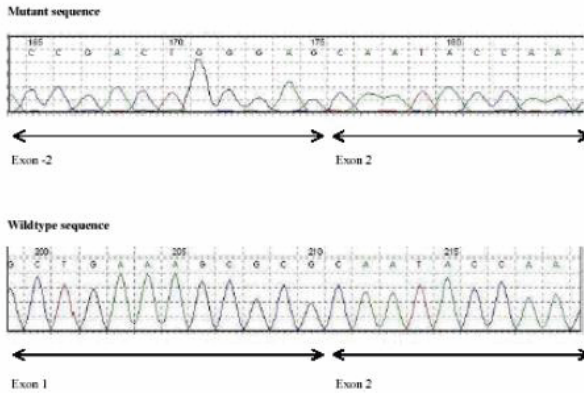 Mutant sequence
165 170 175 180
C C G A C T G G G A G C A A T A C C A A
Exon -2 Exon 2
Wildtype sequence
200 205 210 215
G C T G A A A G C G C G C A A T A C C A A
Exon 1 Exon 2